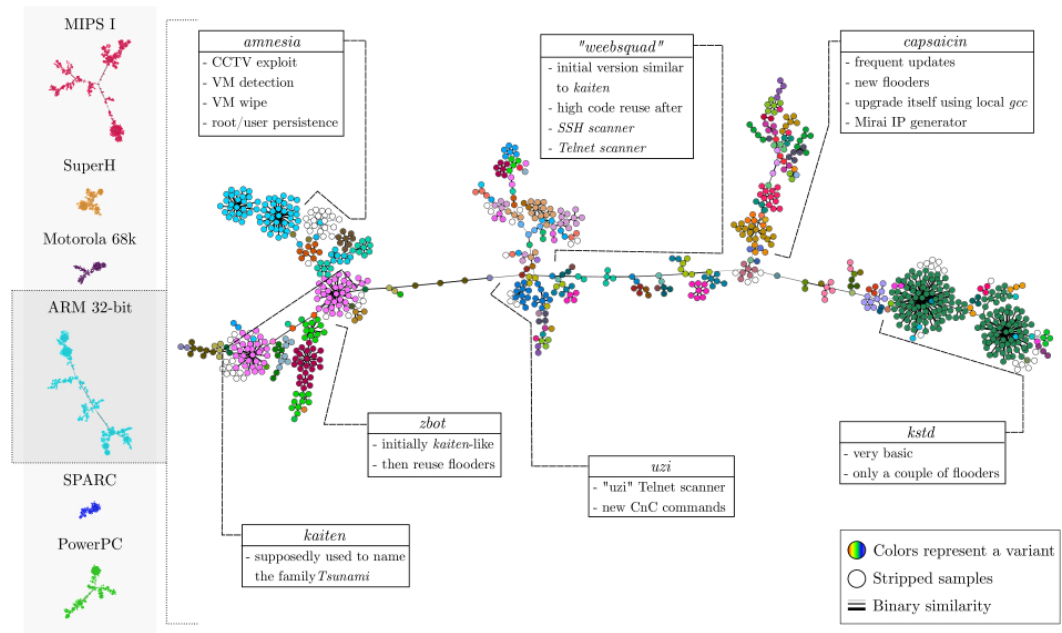 MIPS I
SuperH
Motorola 68k
ARM 32-bit
SPARC
PowerPC
amnesia
- CCTV exploit
- VM detection
- VM wipe
- root/user persistence
"weebsquad"
- initial version similar
to kaiten
- high code reuse after
- SSH scanner
- Telnet scanner
capsaicin
- frequent updates
- new flooders
- upgrade itself using local gcc
- Mirai IP generator
zbot
- initially kaiten-like
- then reuse flooders
uzi
- "uzi" Telnet scanner
- new CnC commands
kstd
- very basic
- only a couple of flooders
kaiten
- supposedly used to name
the family Tsunami
Colors represent a variant
Stripped samples
Binary similarity